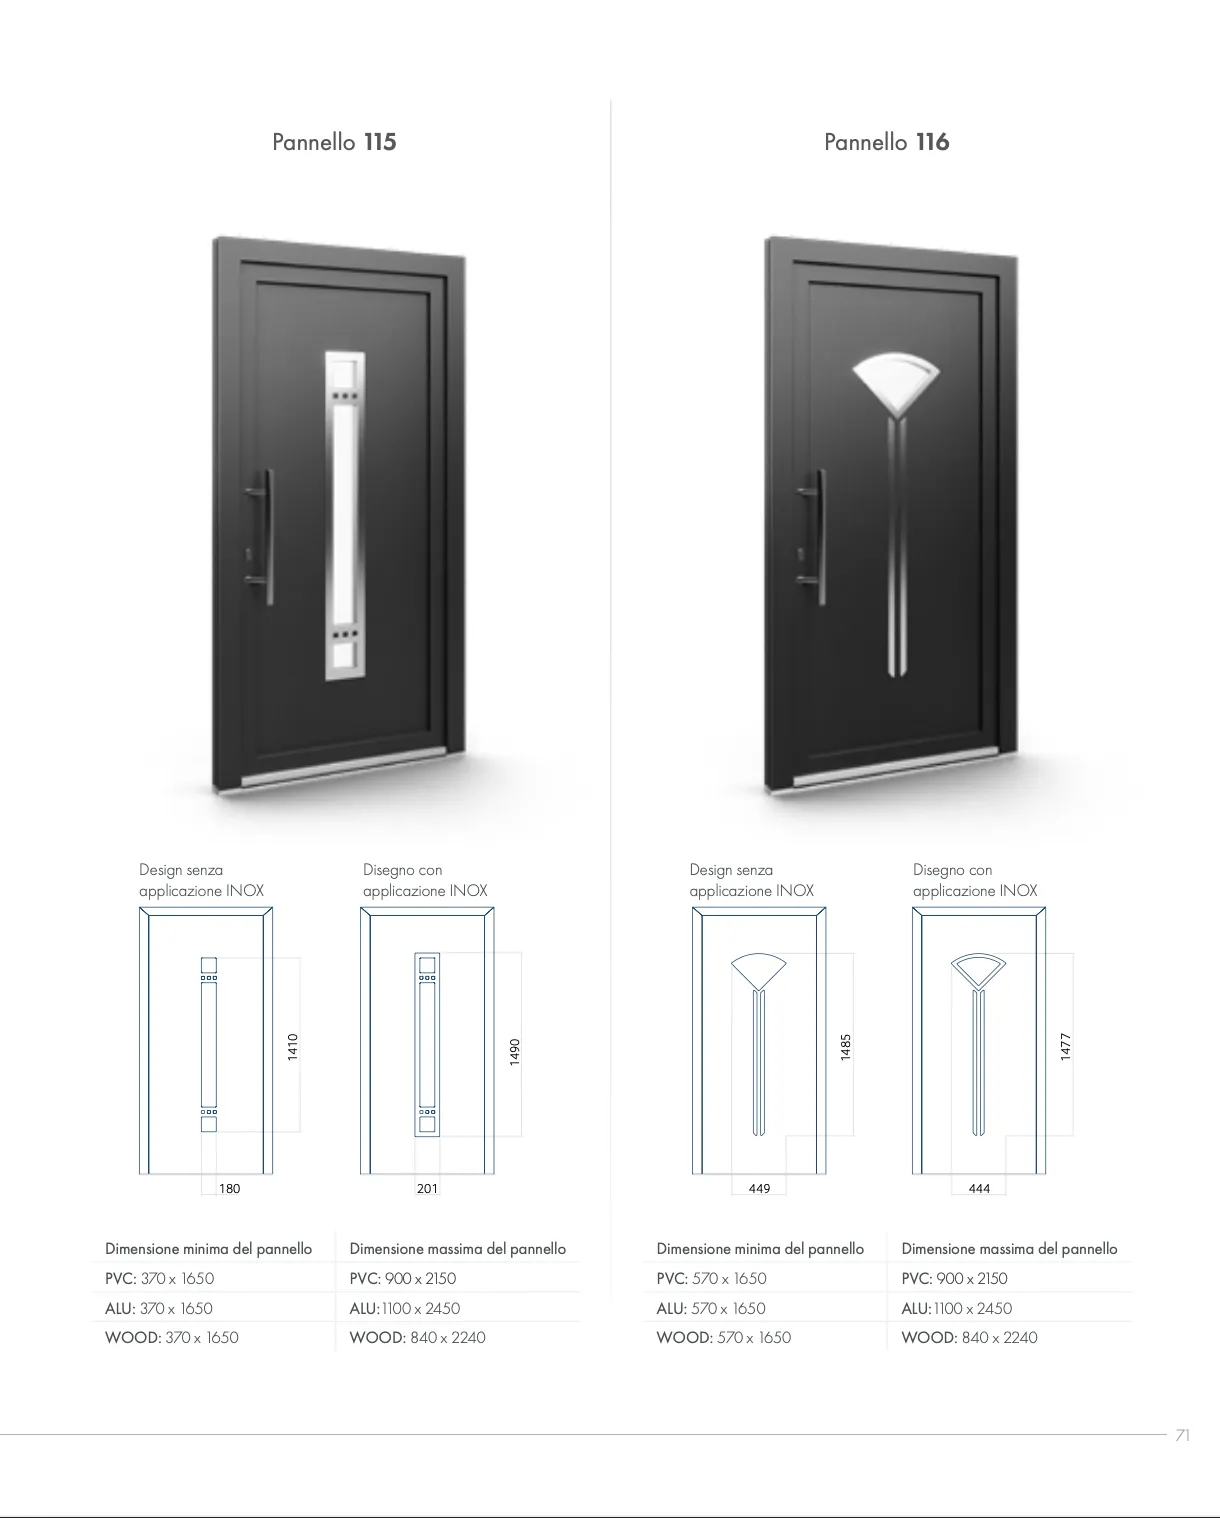 Pannello 115
Pannello 116
Design senza
applicazione INOX
Disegno con
applicazione INOX
1410
180
1490
201
Design senza
applicazione INOX
Disegno con
applicazione INOX
1485
449
1477
444
Dimensione minima del pannello
Dimensione massima del pannello
PVC: 370 x 1650
PVC: 900 x 2150
ALU: 370 x 1650
ALU:1100 x 2450
WOOD: 370 x 1650
WOOD: 840 x 2240
Dimensione minima del pannello
Dimensione massima del pannello
PVC: 570 x 1650
PVC: 900 x 2150
ALU: 570 x 1650
ALU:1100 x 2450
WOOD: 570 x 1650
WOOD: 840 x 2240
71